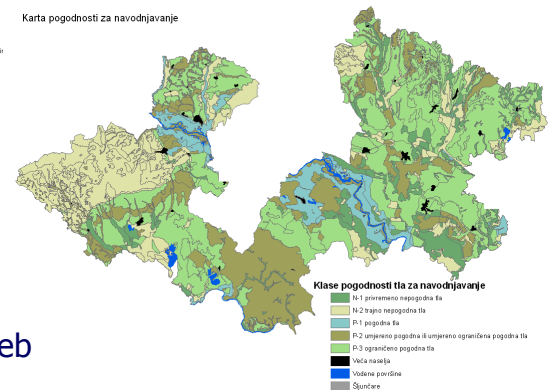 Karta pogodnosti za navodnjavanje
eb
Klase pogodnosti tla za navodnjavanje
N-1 privremeno nepogodna tla
N-2 trajno nepogodna tla
P-1 pogodna tla
P-2 umjereno pogodna ili umjereno ograničena pogodna tla
P-3 ograničeno pogodna tla
Veća naselja
Vodene površine
Šljunčare